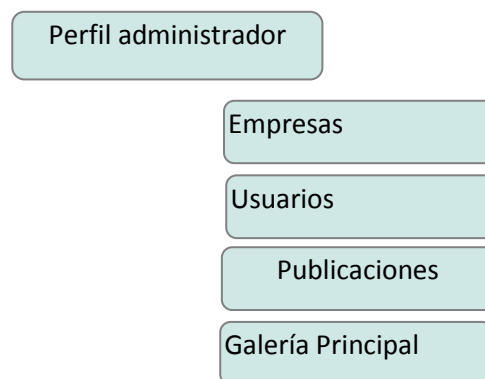 Perfil administrador
Empresas
Usuarios
Publicaciones
Galería Principal